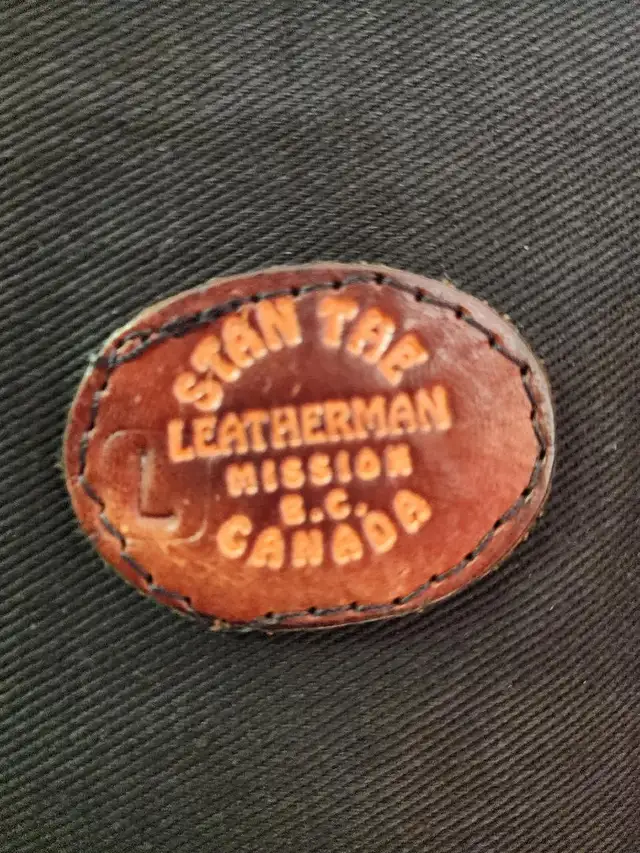 STAN THE
LEATHERMAN
MISSION
B.C.
CANADA
L